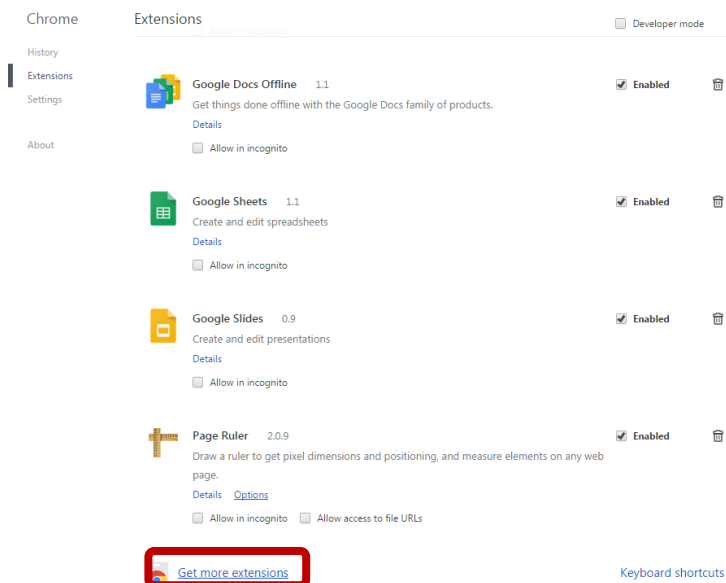 Chrome
Extensions
Developer mode
Allow in incognito
History
Extensions
Settings
About
Google Docs Offline 1.1
Enabled
Get things done offline with the Google Docs family of products.
Details
Allow in incognito
Google Sheets 1.1
Enabled
Create and edit spreadsheets
Details
Allow in incognito
Google Slides 0.9
Enabled
Create and edit presentations
Details
Allow in incognito
Page Ruler 2.0.9
Enabled
Draw a ruler to get pixel dimensions and positioning, and measure elements on any web
page.
Details Options
Allow in incognito Allow access to file URLs
Get more extensions
Keyboard shortcuts